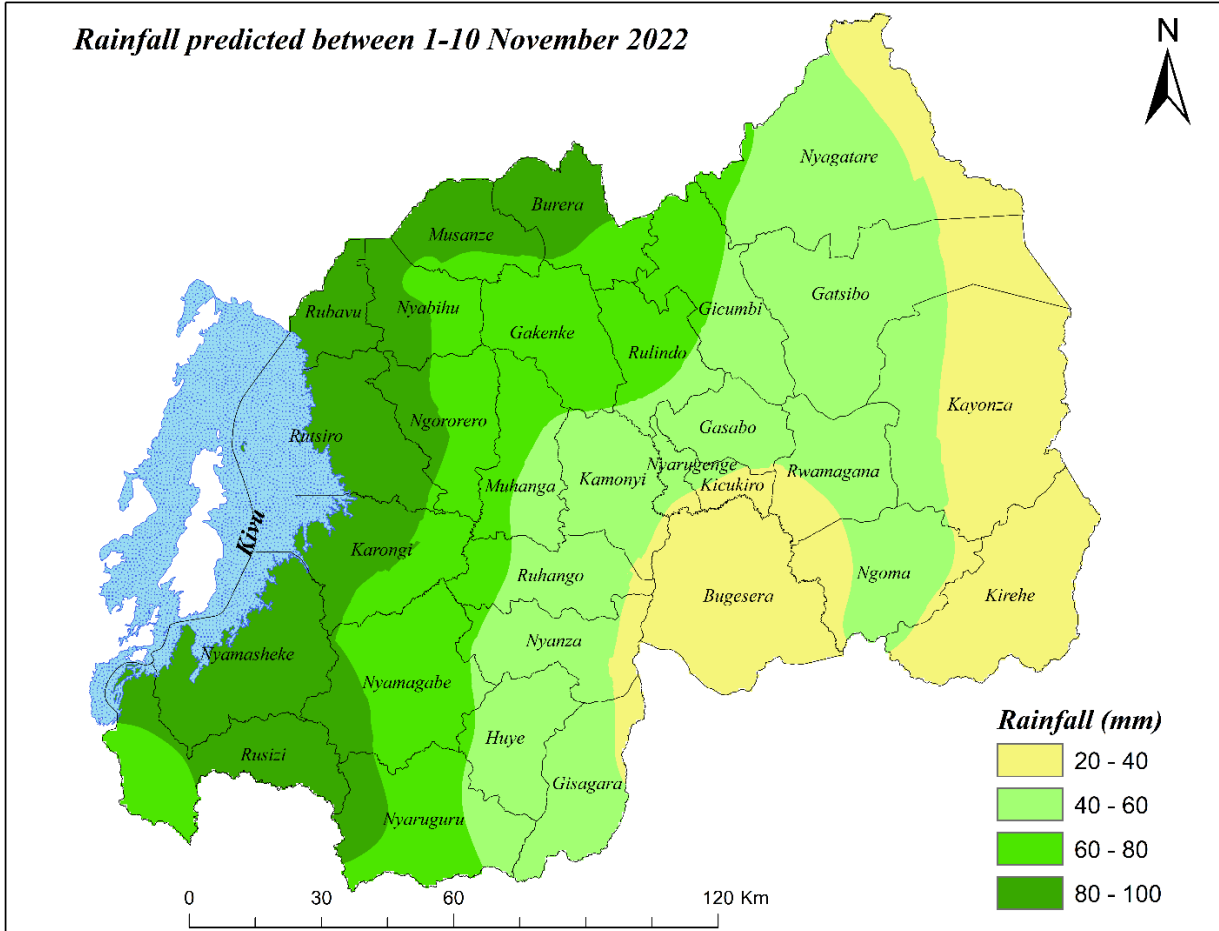 Rainfall predicted between 1-10 November 2022
N
Nyagatare
Burera
Musanze
Rubavu
Nyabihu
Gakenke
Gicumbi
Gatsibo
Rulindo
Ngororero
Kayonza
Rutsiro
Gasabo
Muhanga
Kamonyi
Nyarugenge
Kicukiro
Rwamagana
Kivu
Karongi
Ruhango
Bugesera
Ngoma
Kirehe
Nyamasheke
Nyanza
Nyamagabe
Rusizi
Huye
Gisagara
Nyaruguru
Rainfall (mm)
20 - 40
40 - 60
60 - 80
80 - 100
0 30 60 120 Km